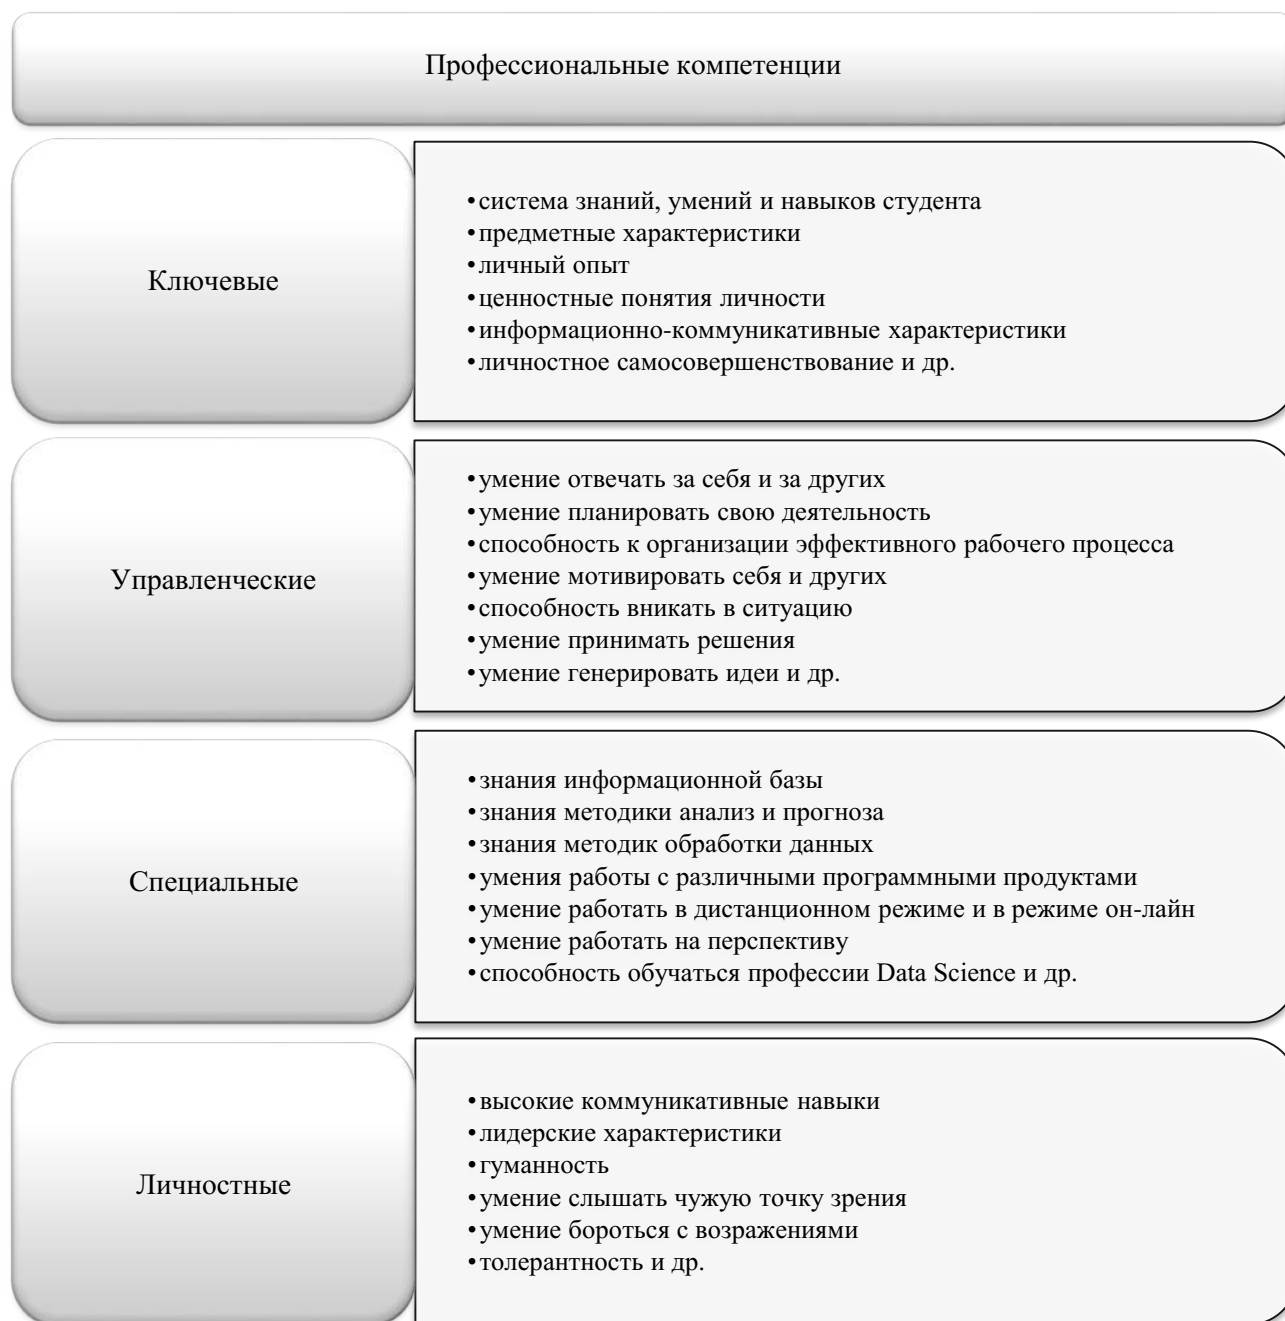 Профессиональные компетенции
Ключевые
•система знаний, умений и навыков студента
•предметные характеристики
•личный опыт
•ценностные понятия личности
•информационно-коммуникативные характеристики
•личностное самосовершенствование и др.
Управленческие
•умение отвечать за себя и за других
•умение планировать свою деятельность
•способность к организации эффективного рабочего процесса
•умение мотивировать себя и других
•способность вникать в ситуацию
•умение принимать решения
•умение генерировать идеи и др.
Специальные
•знания информационной базы
•знания методики анализ и прогноза
•знания методик обработки данных
•умения работы с различными программными продуктами
•умение работать в дистанционном режиме и в режиме он-лайн
•умение работать на перспективу
•способность обучаться профессии Data Science и др.
Личностные
•высокие коммуникативные навыки
•лидерские характеристики
•гуманность
•умение слышать чужую точку зрения
•умение бороться с возражениями
•толерантность и др.